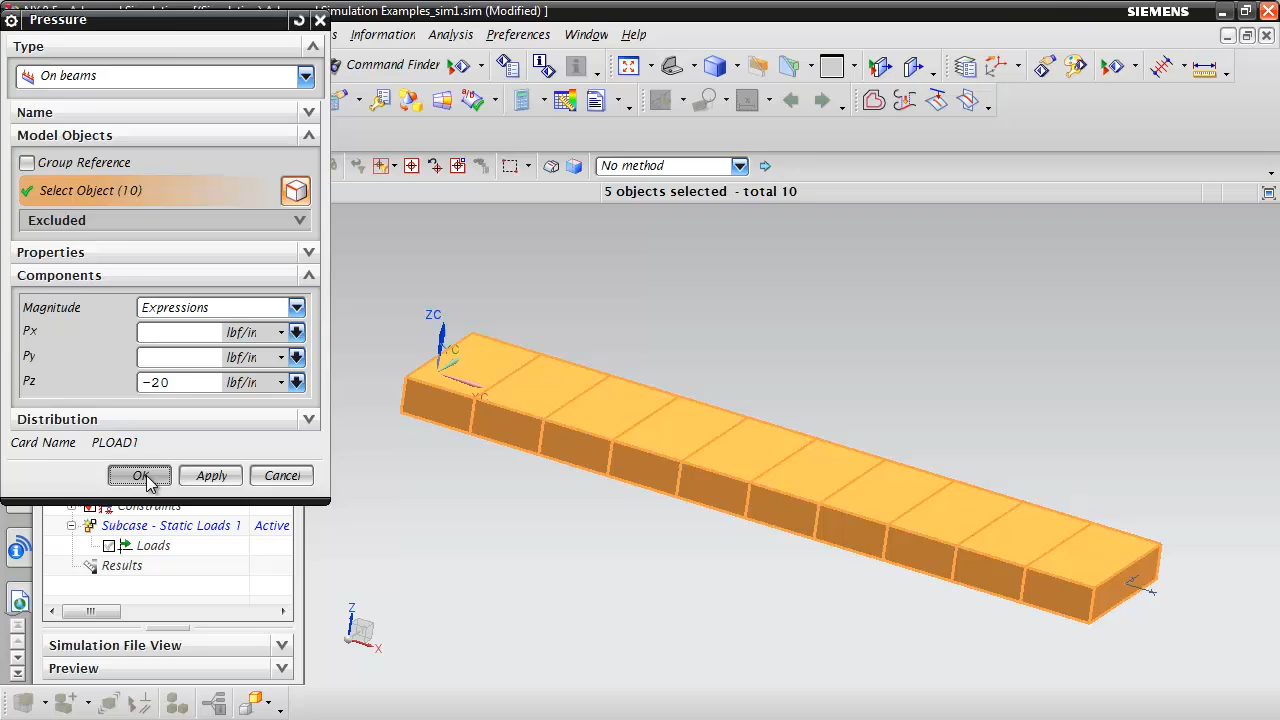 Simulation Examples_sim1.sim (Modified) ]
SIEMENS
Pressure
Information Analysis Preferences Window Help
Type
On beams
Command Finder
Name
Model Objects
Group Reference
No method
Select Object (10)
5 objects selected - total 10
Excluded
Properties
Components
Magnitude Expressions
Px lbf/in
Py lbf/in
Pz -20 lbf/in
Distribution
Card Name PLOAD1
OK Apply Cancel
ZC
YC
XC
Constraints
Subcase - Static Loads 1 Active
Loads
Results
Z
X
Simulation File View
Preview